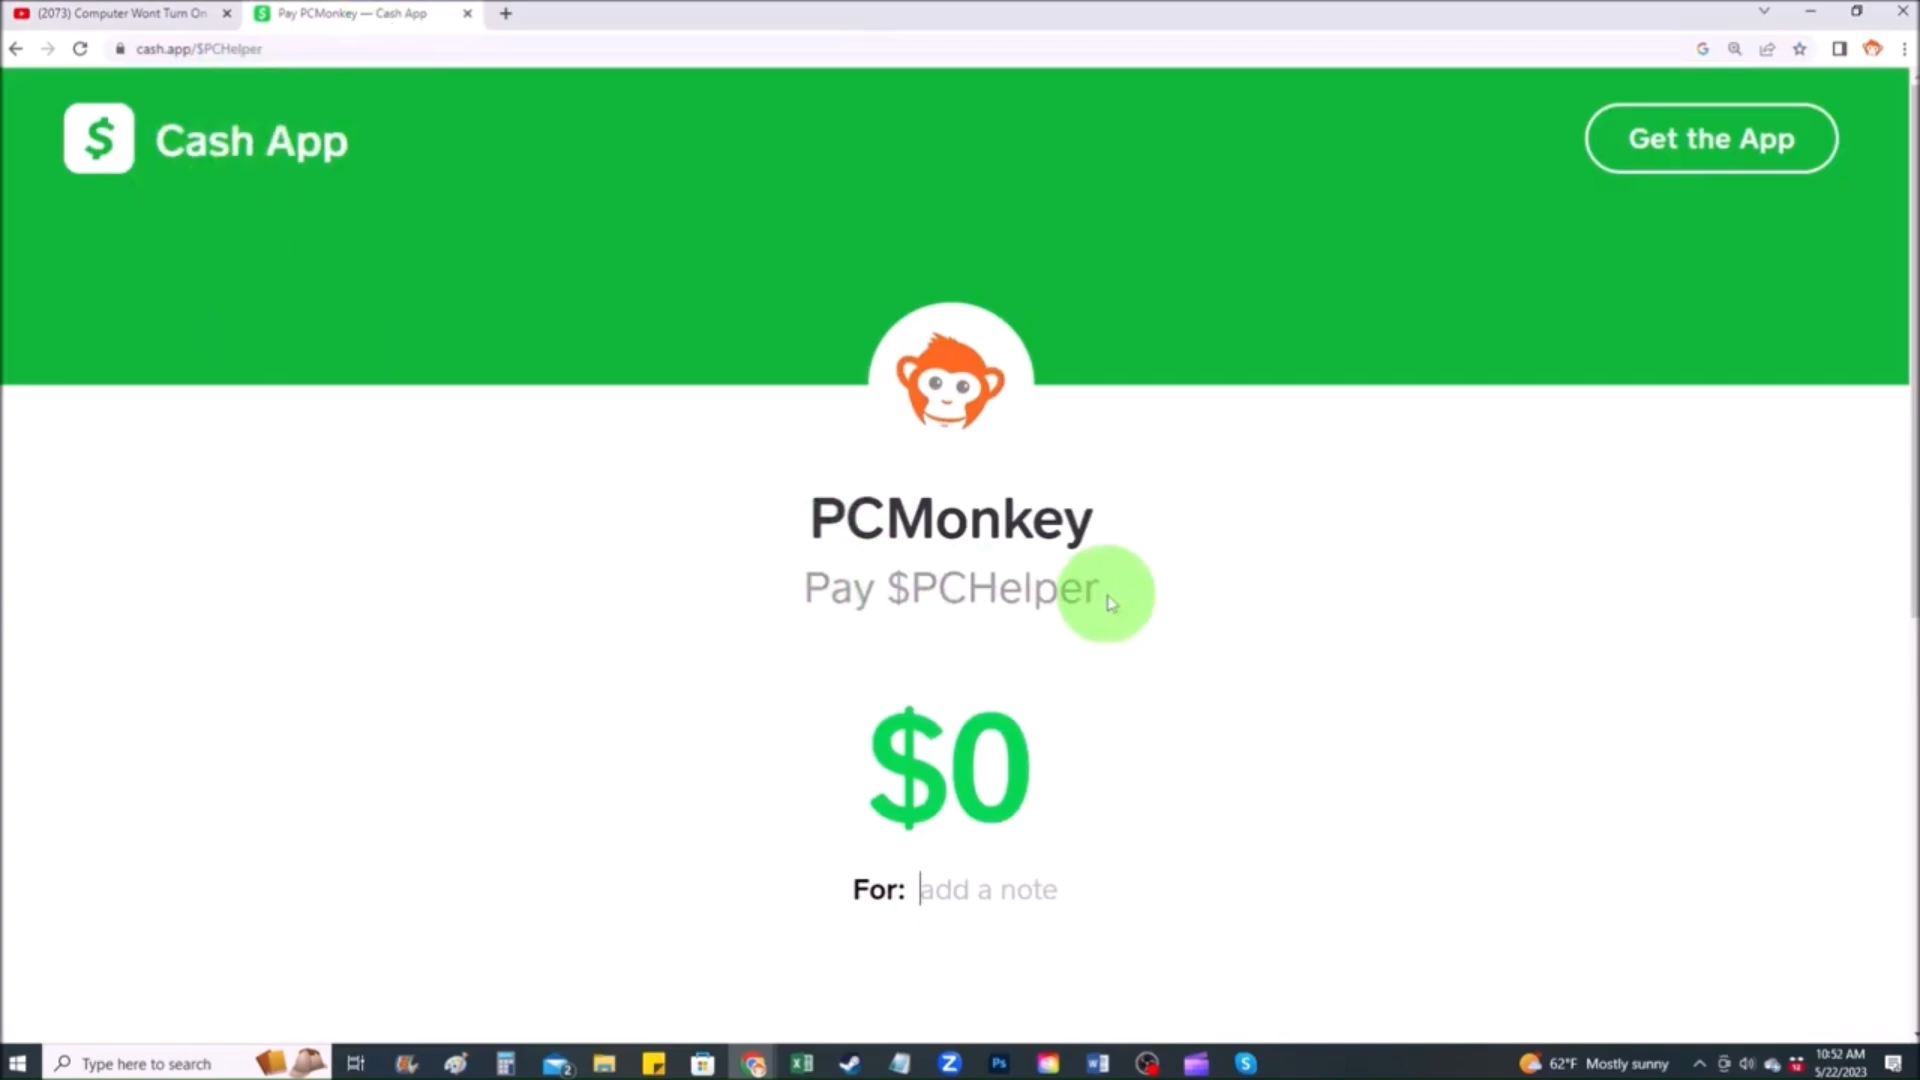 (2073) Computer Wont Turn On
Pay PCMonkey — Cash App
cash.app/$PCHelper
$ Cash App
Get the App
PCMonkey
Pay $PCHelper
$0
For: add a note
Type here to search
62°F Mostly sunny
10:52 AM
5/22/2023